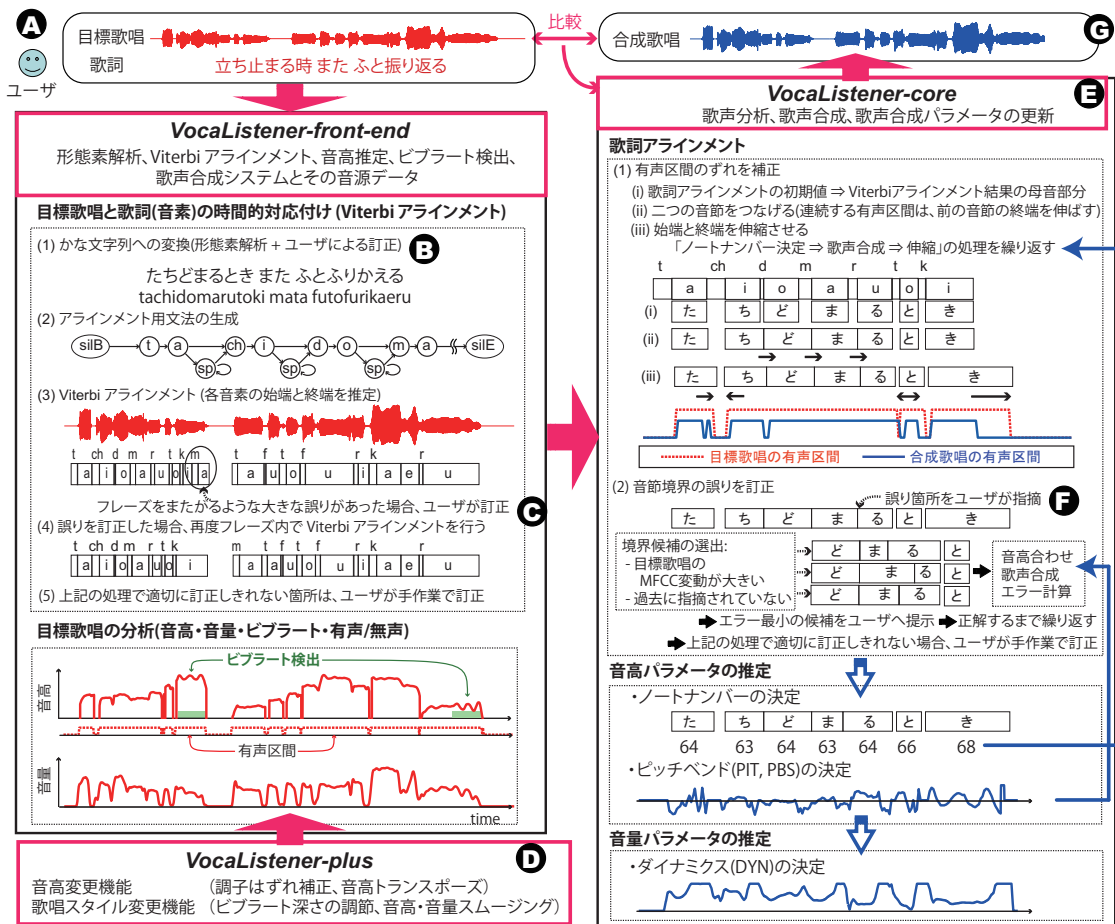 A
目標歌唱
歌詞
立ち止まる時 また ふと振り返る
ユーザ
比較
合成歌唱
G
VocaListener-front-end
形態素解析、Viterbi アラインメント、音高推定、ビブラート検出、
歌声合成システムとその音源データ
目標歌唱と歌詞(音素)の時間的対応付け (Viterbi アラインメント)
(1) かな文字列への変換(形態素解析 + ユーザによる訂正)
B
たちどまるとき また ふとふりかえる
tachidomarutoki mata futofurikaeru
(2) アラインメント用文法の生成
silB t a ch i d o m a silE
sp sp sp
(3) Viterbi アラインメント (各音素の始端と終端を推定)
t ch d m r t k m t f t f r k r
a i o a u o i a a u o u i a e u
フレーズをまたがるような大きな誤りがあった場合、ユーザが訂正
C
(4) 誤りを訂正した場合、再度フレーズ内で Viterbi アラインメントを行う
t ch d m r t k m t f t f r k r
a i o a u o i a a u o u i a e u
(5) 上記の処理で適切に訂正しきれない箇所は、ユーザが手作業で訂正
目標歌唱の分析(音高・音量・ビブラート・有声/無声)
ビブラート検出
音高
有声区間
音量
time
VocaListener-plus
D
音高変更機能 (調子はずれ補正、音高トランスポーズ)
歌唱スタイル変更機能 (ビブラート深さの調節、音高・音量スムージング)
VocaListener-core
E
歌声分析、歌声合成、歌声合成パラメータの更新
歌詞アラインメント
(1) 有声区間のずれを補正
(i) 歌詞アラインメントの初期値 ⇒ Viterbiアラインメント結果の母音部分
(ii) 二つの音節をつなげる(連続する有声区間は、前の音節の終端を伸ばす)
(iii) 始端と終端を伸縮させる
「ノートナンバー決定 ⇒ 歌声合成 ⇒ 伸縮」の処理を繰り返す
t ch d m r t k
a i o a u o i
(i) た ち ど ま る と き
(ii) た ち ど ま る と き
(iii) た ち ど ま る と き
目標歌唱の有声区間 合成歌唱の有声区間
(2) 音節境界の誤りを訂正
誤り箇所をユーザが指摘
F
た ち ど ま る と き
境界候補の選出:
- 目標歌唱の
MFCC変動が大きい
- 過去に指摘されていない
ど ま る と
ど ま る と
ど ま る と
音高合わせ
歌声合成
エラー計算
エラー最小の候補をユーザへ提示 正解するまで繰り返す
上記の処理で適切に訂正しきれない場合、ユーザが手作業で訂正
音高パラメータの推定
・ノートナンバーの決定
た ち ど ま る と き
64 63 64 63 64 66 68
・ピッチベンド(PIT, PBS)の決定
音量パラメータの推定
・ダイナミクス(DYN)の決定